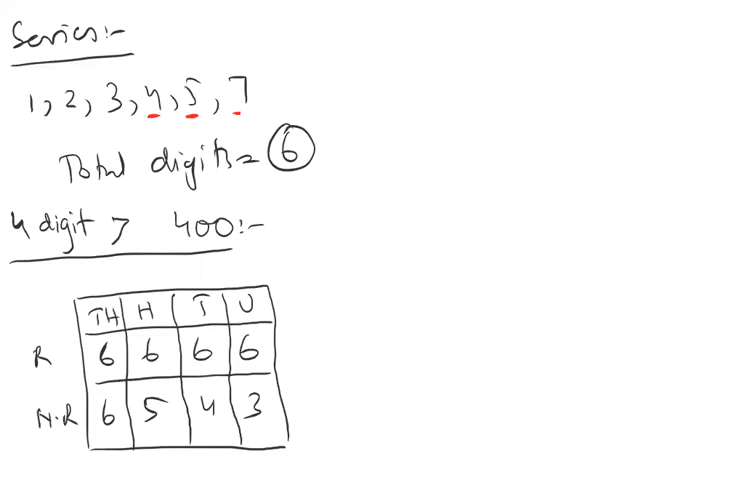 Series:-
1, 2, 3, 4, 5, 7
Total digits = 6
4 digit > 400:-
TH H T U
R 6 6 6 6
N.R 6 5 4 3